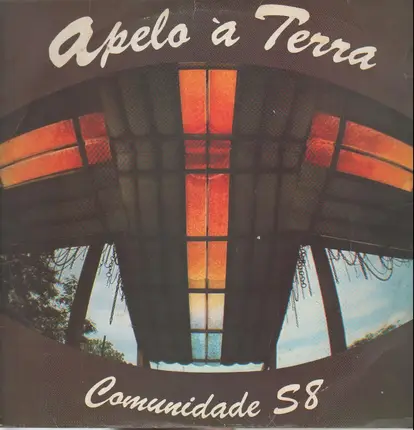 Apelo à Terra
Comunidade S8